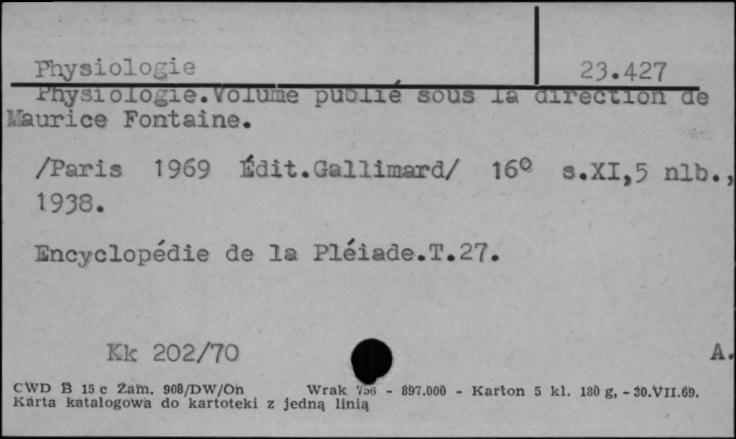 Physiologie 23.427
Physiologie.Volume publié sous la direction de
Maurice Fontaine.
/Paris 1969 Édit.Gallimard/ 16° s.XI,5 nlb.,
1938.
Encyclopédie de la Pléiade.T.27.
Kk 202/70 A.
CWD B 15 c Zam. 908/DW/Oh Wrak 756 - 897.000 - Karton 5 kl. 180 g, - 30.VII.69.
Karta katalogowa do kartoteki z jedną linią